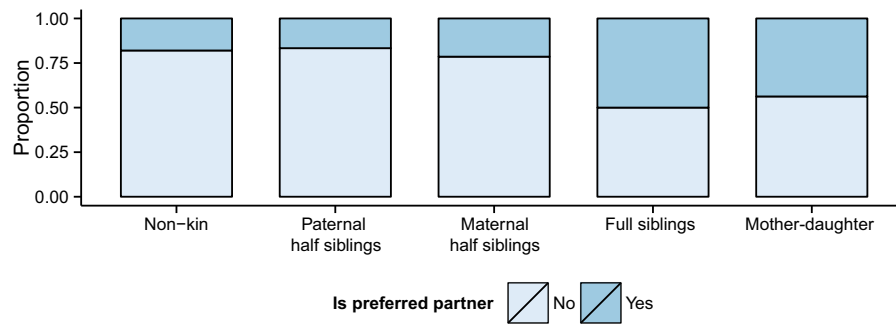 1.00
0.75
0.50
0.25
0.00
Proportion
Non−kin
Paternal
half siblings
Maternal
half siblings
Full siblings
Mother-daughter
Is preferred partner No Yes